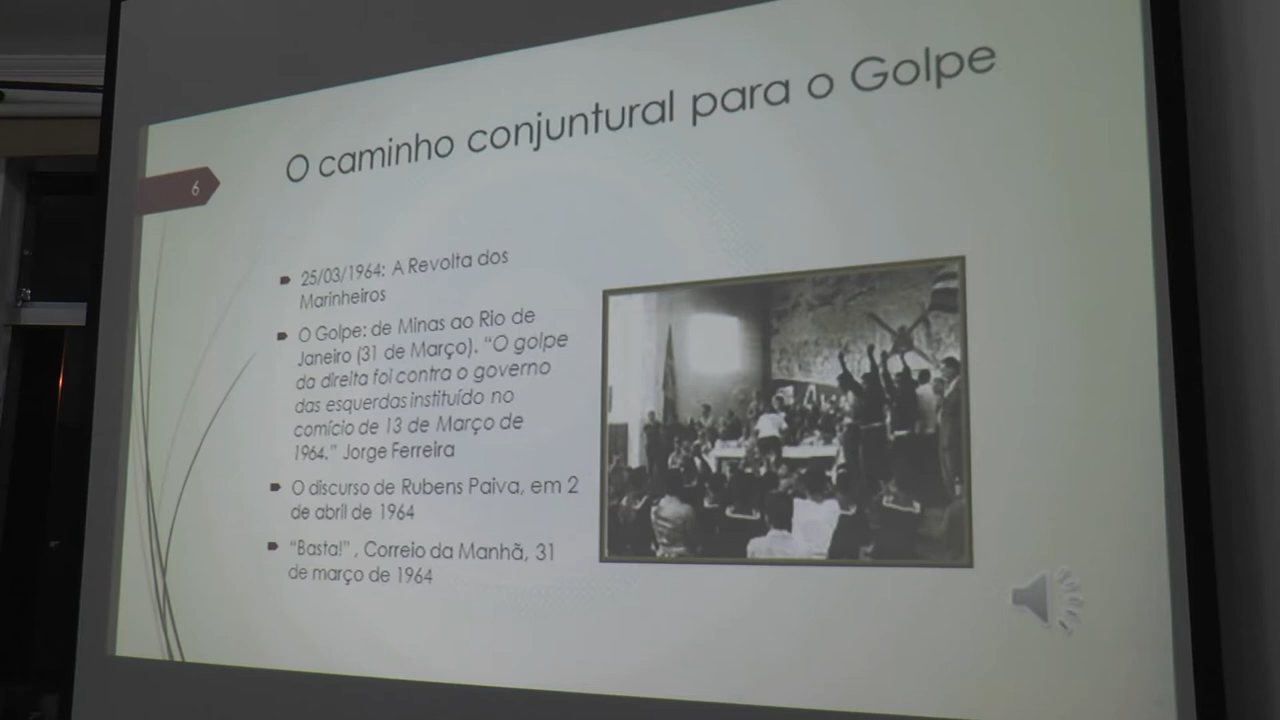 O caminho conjuntural para o Golpe
6
25/03/1964: A Revolta dos
Marinheiros
O Golpe: de Minas ao Rio de
Janeiro (31 de Março). “O golpe
da direita foi contra o governo
das esquerdas instituído no
comício de 13 de Março de
1964.” Jorge Ferreira
O discurso de Rubens Paiva, em 2
de abril de 1964
“Basta!” , Correio da Manhã, 31
de março de 1964